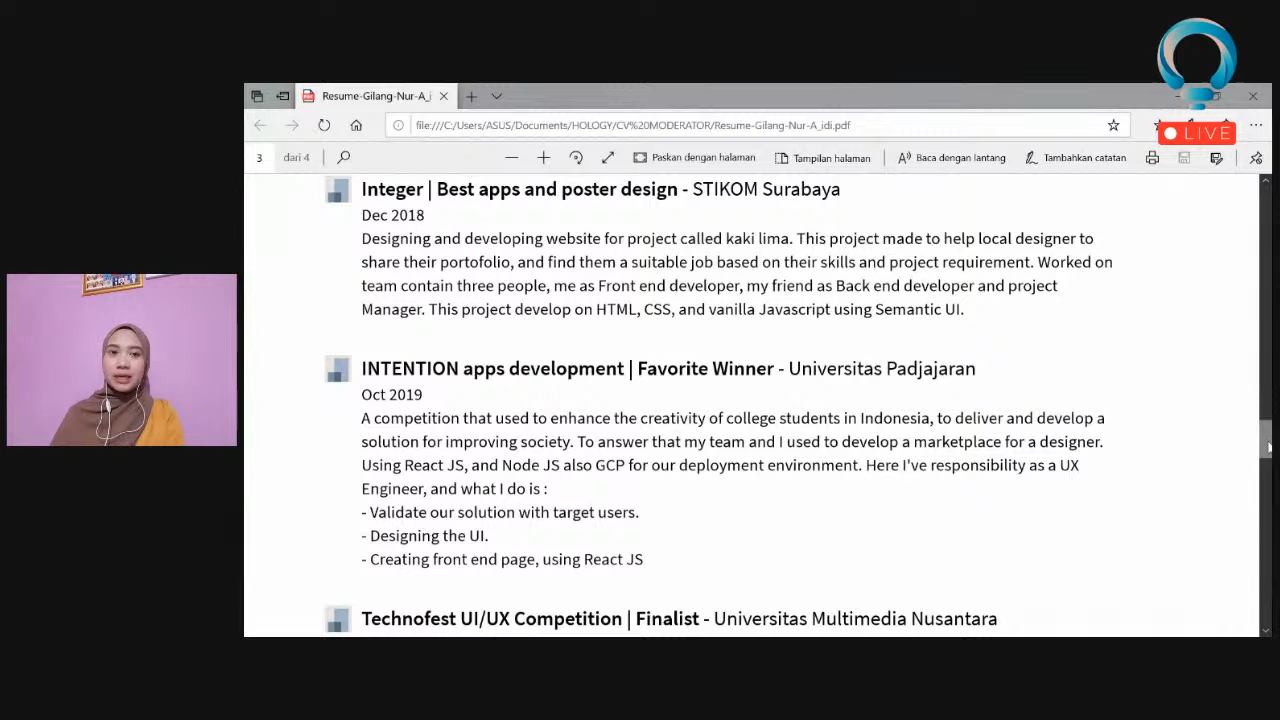 Resume-Gilang-Nur-A_i
file:///C:/Users/ASUS/Documents/HOLOGY/CV%20MODERATOR/Resume-Gilang-Nur-A_idi.pdf
LIVE
3 dari 4 Paskan dengan halaman Tampilan halaman Baca dengan lantang Tambahkan catatan
Integer | Best apps and poster design - STIKOM Surabaya
Dec 2018
Designing and developing website for project called kaki lima. This project made to help local designer to
share their portofolio, and find them a suitable job based on their skills and project requirement. Worked on
team contain three people, me as Front end developer, my friend as Back end developer and project
Manager. This project develop on HTML, CSS, and vanilla Javascript using Semantic UI.
INTENTION apps development | Favorite Winner - Universitas Padjajaran
Oct 2019
A competition that used to enhance the creativity of college students in Indonesia, to deliver and develop a
solution for improving society. To answer that my team and I used to develop a marketplace for a designer.
Using React JS, and Node JS also GCP for our deployment environment. Here I've responsibility as a UX
Engineer, and what I do is :
- Validate our solution with target users.
- Designing the UI.
- Creating front end page, using React JS
Technofest UI/UX Competition | Finalist - Universitas Multimedia Nusantara